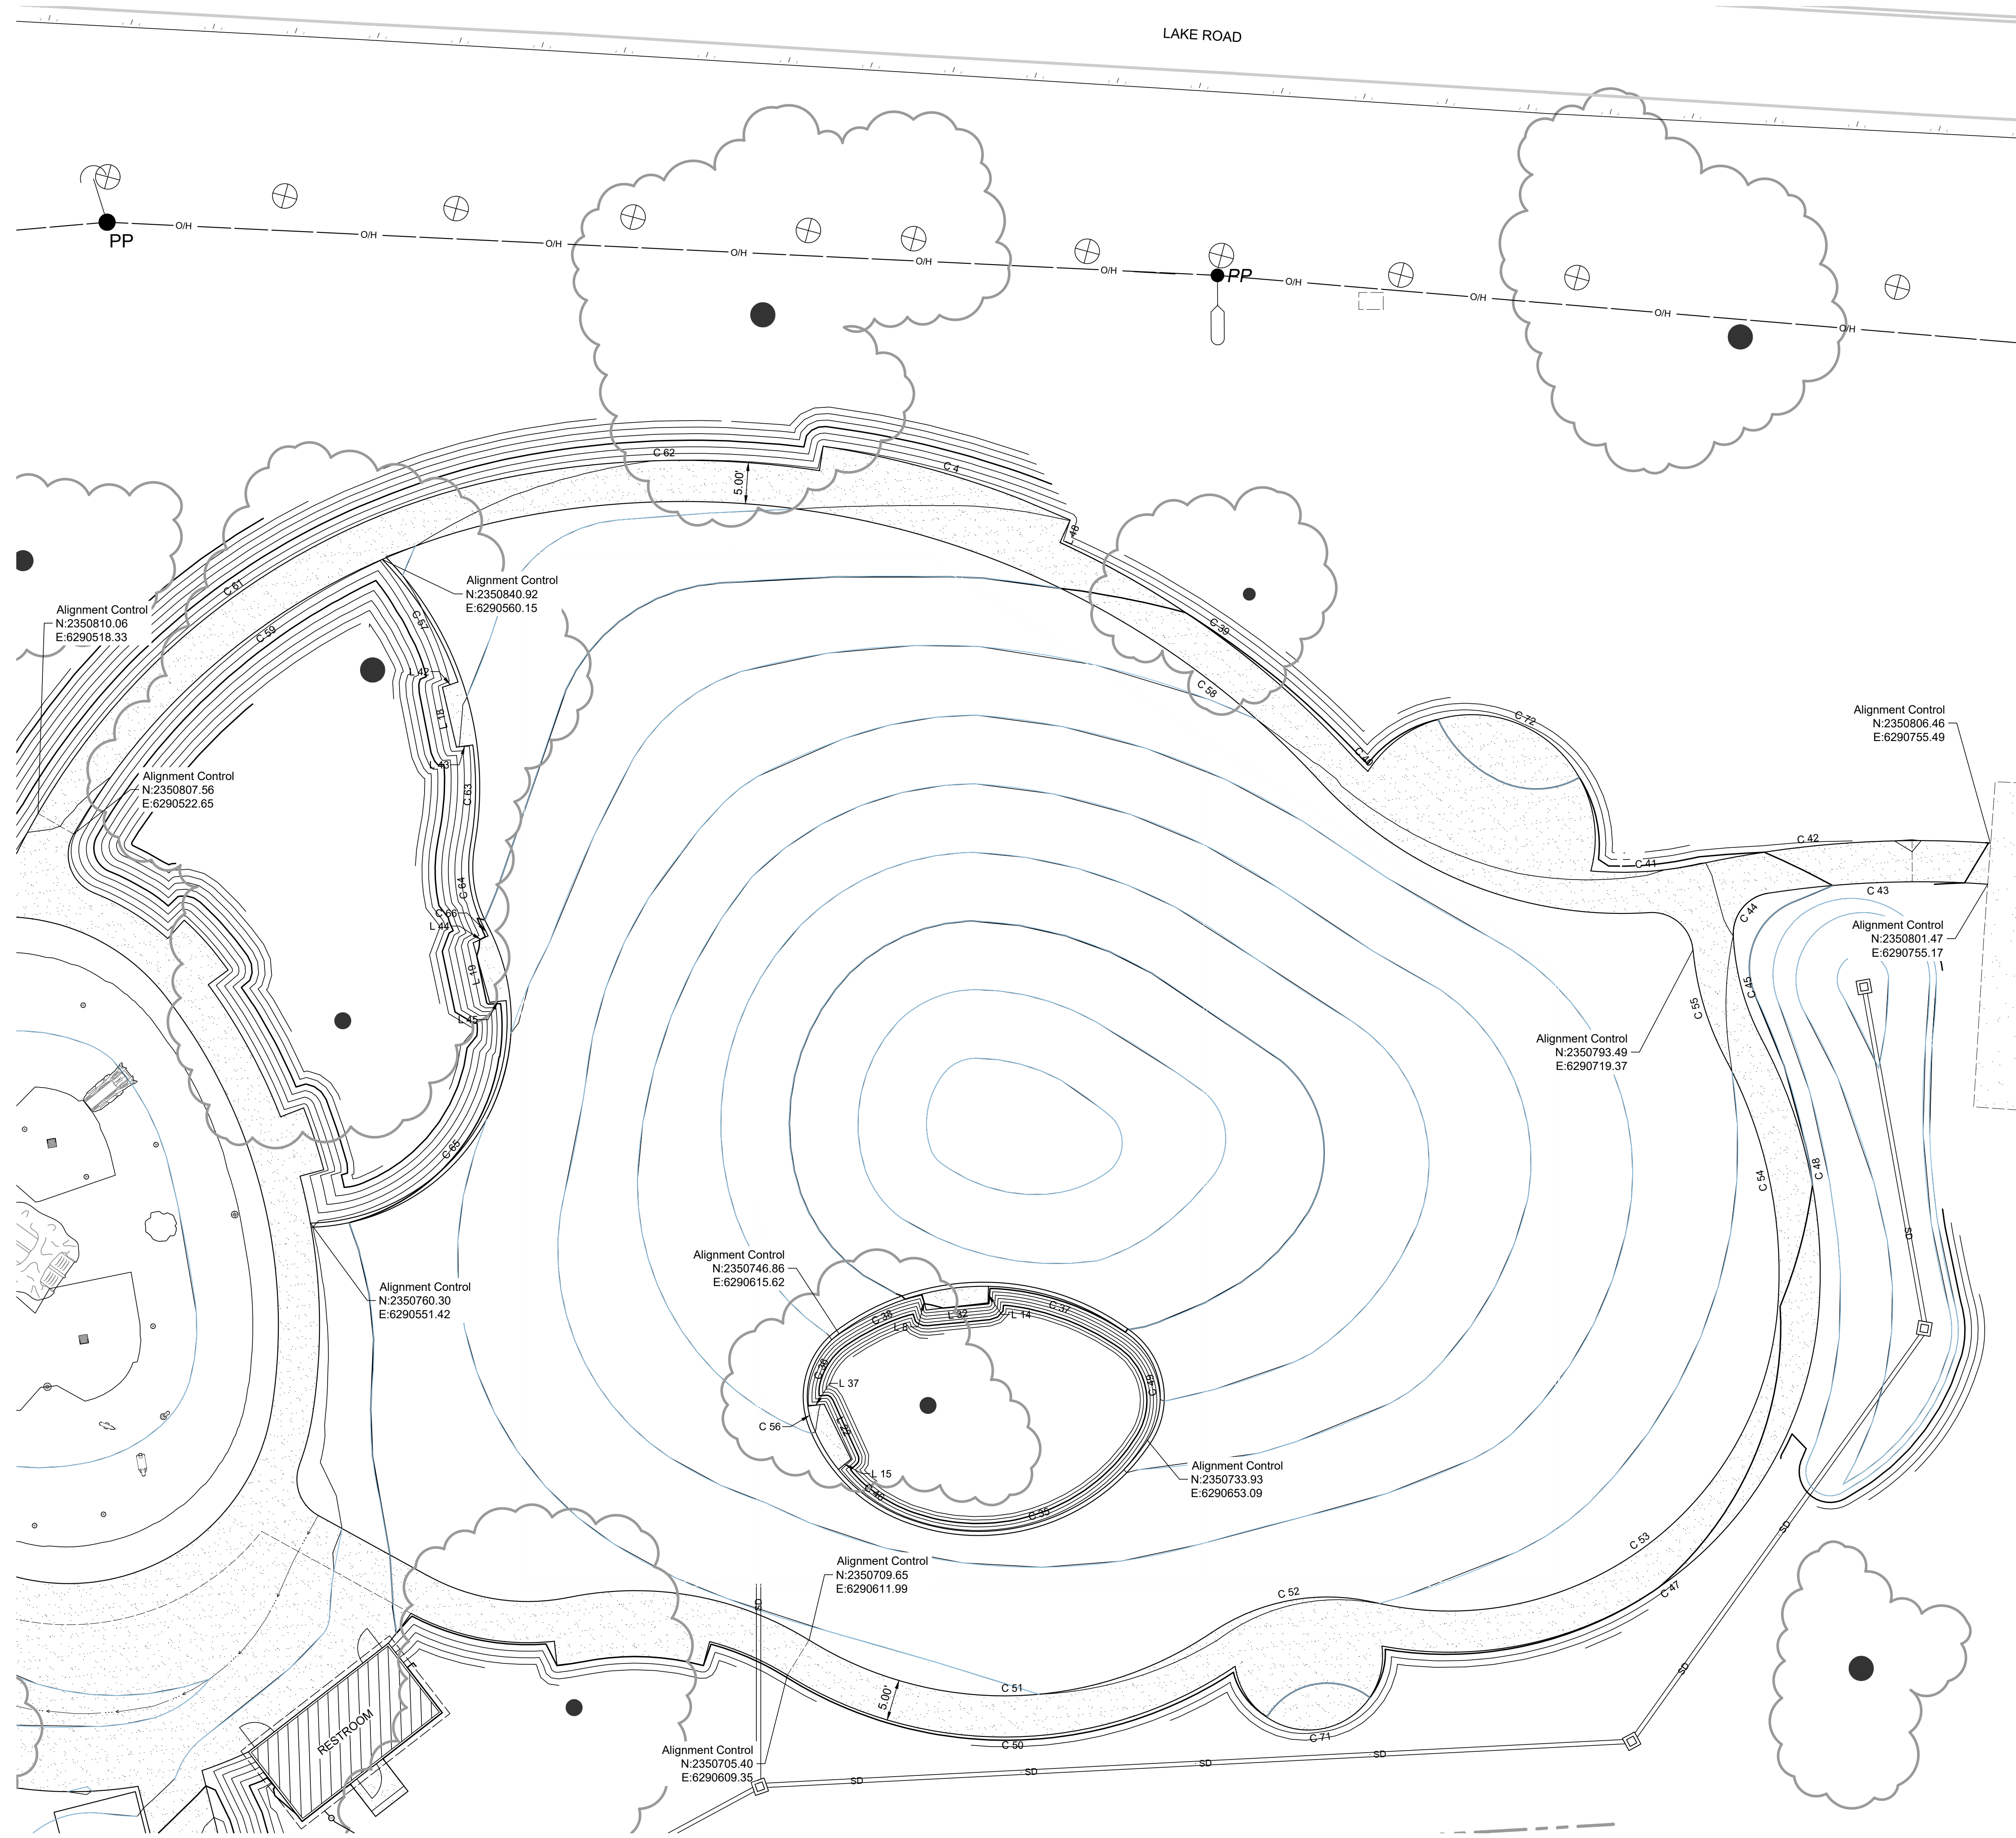 LAKE ROAD
O/H
O/H
O/H
O/H
O/H
O/H
O/H
O/H
O/H
O/H
PP
PP
C 62
C 4
5.00'
L 48
C 61
C 59
C 57
Alignment Control
N:2350840.92
E:6290560.15
Alignment Control
N:2350810.06
E:6290518.33
C 39
C 58
L 42
L 18
L 43
C 63
C 72
C 40
Alignment Control
N:2350806.46
E:6290755.49
Alignment Control
N:2350807.56
E:6290522.65
C 42
C 41
C 43
C 64
C 66
L 44
L 19
L 45
C 44
C 45
C 55
Alignment Control
N:2350801.47
E:6290755.17
Alignment Control
N:2350793.49
E:6290719.37
C 65
C 54
C 48
SD
Alignment Control
N:2350746.86
E:6290615.62
Alignment Control
N:2350760.30
E:6290551.42
C 38
L 8
L 32
L 14
C 37
C 36
L 37
C 49
C 56
L 22
L 15
C 46
C 35
Alignment Control
N:2350733.93
E:6290653.09
SD
C 53
Alignment Control
N:2350709.65
E:6290611.99
SD
C 52
C 47
C 51
5.00'
SD
RESTROOM
C 50
C 71
Alignment Control
N:2350705.40
E:6290609.35
SD
SD
SD
SD